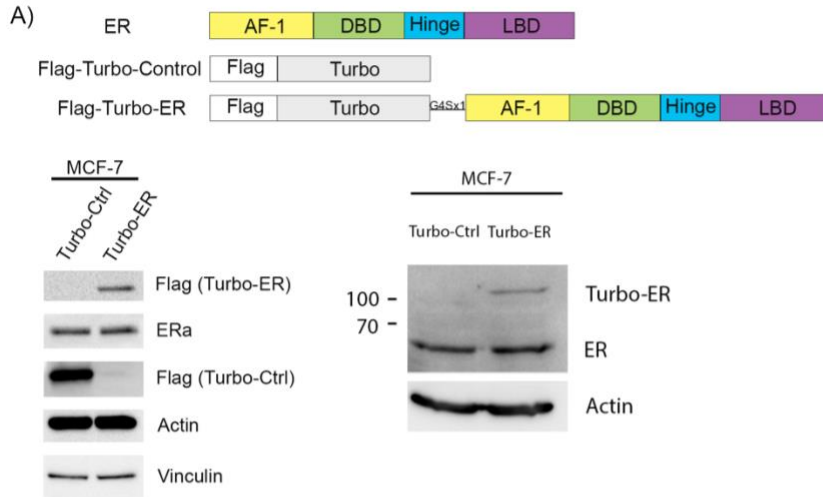 A)
ER AF-1 DBD Hinge LBD
Flag-Turbo-Control Flag Turbo
Flag-Turbo-ER Flag Turbo G4Sx1 AF-1 DBD Hinge LBD
MCF-7
Turbo-Ctrl Turbo-ER
Flag (Turbo-ER)
ERa
Flag (Turbo-Ctrl)
Actin
Vinculin
MCF-7
Turbo-Ctrl Turbo-ER
100 - Turbo-ER
70 -
ER
Actin